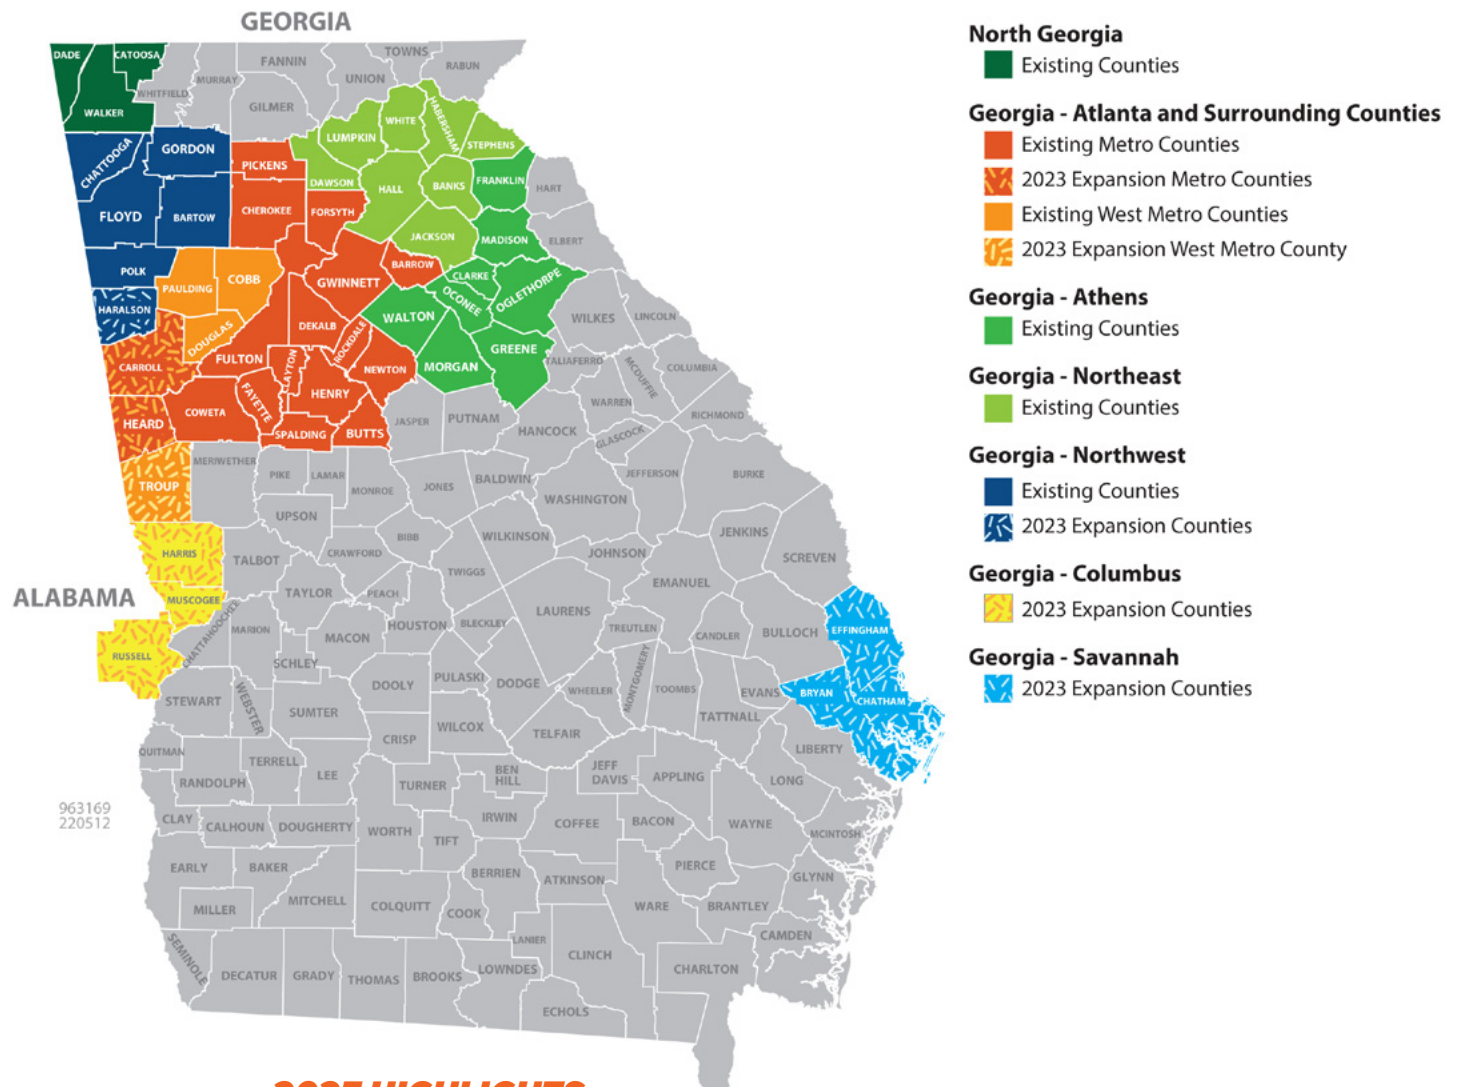 GEORGIA
DADE
CATOOSA
WHITFIELD
MURRAY
FANNIN
GILMER
UNION
TOWNS
RABUN
WALKER
LUMPKIN
WHITE
HABERSHAM
STEPHENS
CHATTOOGA
GORDON
PICKENS
DAWSON
HALL
BANKS
FRANKLIN
HART
FLOYD
BARTOW
CHEROKEE
FORSYTH
JACKSON
MADISON
ELBERT
POLK
PAULDING
COBB
GWINNETT
BARROW
CLARKE
OCONEE
OGLETHORPE
HARALSON
DOUGLAS
FULTON
DEKALB
ROCKDALE
WALTON
MORGAN
GREENE
WILKES
LINCOLN
CARROLL
CLAYTON
HENRY
NEWTON
TALIAFERRO
MCDUFFIE
COLUMBIA
HEARD
COWETA
FAYETTE
SPALDING
BUTTS
JASPER
PUTNAM
HANCOCK
WARREN
GLASCOCK
RICHMOND
TROUP
MERIWETHER
PIKE
LAMAR
MONROE
JONES
BALDWIN
WASHINGTON
JEFFERSON
BURKE
HARRIS
TALBOT
UPSON
CRAWFORD
BIBB
TWIGGS
WILKINSON
JOHNSON
JENKINS
SCREVEN
EMANUEL
ALABAMA
MUSCOGEE
CHATTAHOOCHEE
MARION
TAYLOR
PEACH
MACON
HOUSTON
BLECKLEY
LAURENS
TREUTLEN
CANDLER
BULLOCH
EFFINGHAM
RUSSELL
SCHLEY
STEWART
WEBSTER
SUMTER
DOOLY
PULASKI
DODGE
WHEELER
MONTGOMERY
TOOMBS
EVANS
TATTNALL
BRYAN
CHATHAM
QUITMAN
RANDOLPH
TERRELL
LEE
CRISP
WILCOX
TELFAIR
LIBERTY
LONG
TURNER
BEN
HILL
JEFF
DAVIS
APPLING
963169
220512
CLAY
CALHOUN
DOUGHERTY
WORTH
TIFT
IRWIN
COFFEE
BACON
WAYNE
MCINTOSH
EARLY
BAKER
MITCHELL
MILLER
COLQUITT
COOK
BERRIEN
ATKINSON
PIERCE
WARE
BRANTLEY
GLYNN
CAMDEN
SEMINOLE
DECATUR
GRADY
THOMAS
BROOKS
LOWNDES
LANIER
CLINCH
ECHOLS
CHARLTON
North Georgia
Existing Counties
Georgia - Atlanta and Surrounding Counties
Existing Metro Counties
2023 Expansion Metro Counties
Existing West Metro Counties
2023 Expansion West Metro County
Georgia - Athens
Existing Counties
Georgia - Northeast
Existing Counties
Georgia - Northwest
Existing Counties
2023 Expansion Counties
Georgia - Columbus
2023 Expansion Counties
Georgia - Savannah
2023 Expansion Counties